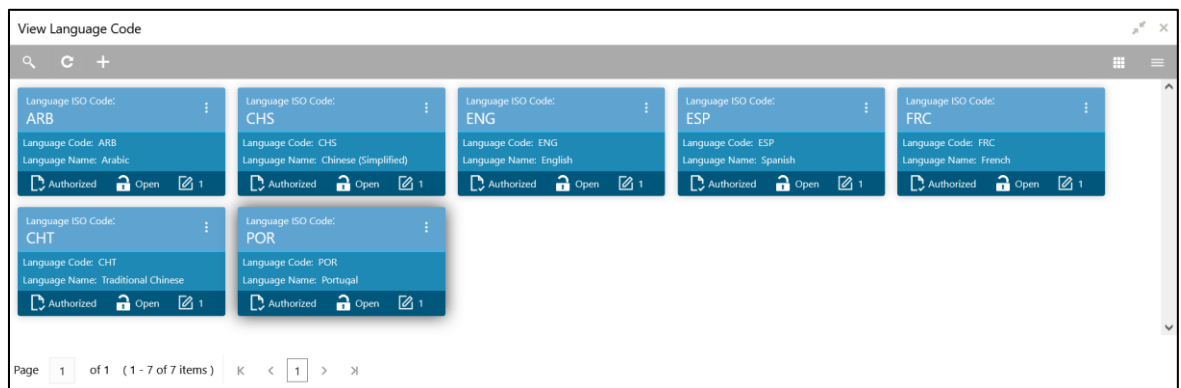 View Language Code
Language ISO Code:
ARB
Language Code: ARB
Language Name: Arabic
Authorized Open 1
Language ISO Code:
CHS
Language Code: CHS
Language Name: Chinese (Simplified)
Authorized Open 1
Language ISO Code:
ENG
Language Code: ENG
Language Name: English
Authorized Open 1
Language ISO Code:
ESP
Language Code: ESP
Language Name: Spanish
Authorized Open 1
Language ISO Code:
FRC
Language Code: FRC
Language Name: French
Authorized Open 1
Language ISO Code:
CHT
Language Code: CHT
Language Name: Traditional Chinese
Authorized Open 1
Language ISO Code:
POR
Language Code: POR
Language Name: Portugal
Authorized Open 1
Page 1 of 1 ( 1 - 7 of 7 items ) 1